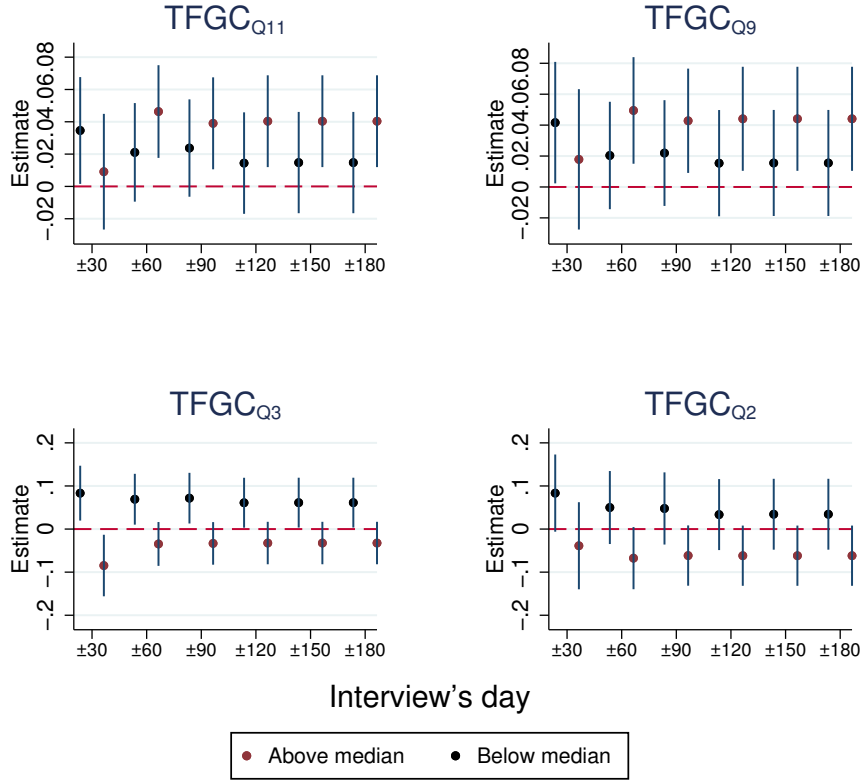 TFGC_Q11
Estimate
-.02 0 .02 .04 .06 .08
±30 ±60 ±90 ±120 ±150 ±180
TFGC_Q9
Estimate
-.02 0 .02 .04 .06 .08
±30 ±60 ±90 ±120 ±150 ±180
TFGC_Q3
Estimate
-.2 -.1 0 .1 .2
±30 ±60 ±90 ±120 ±150 ±180
TFGC_Q2
Estimate
-.2 -.1 0 .1 .2
±30 ±60 ±90 ±120 ±150 ±180
Interview's day
Above median Below median